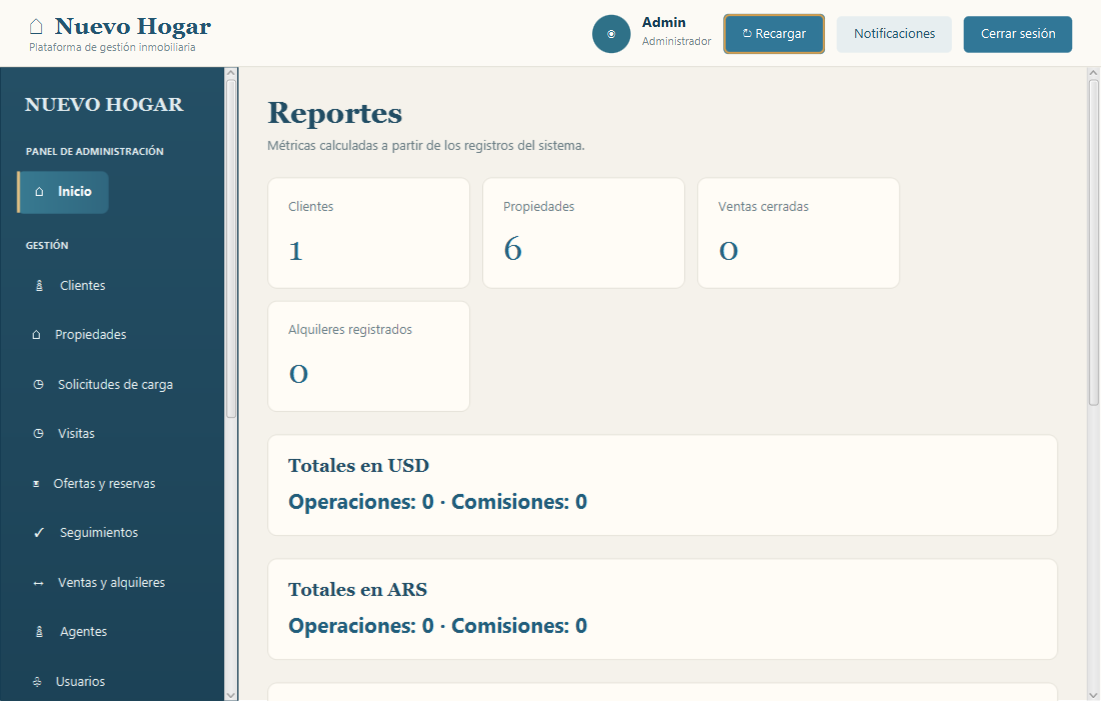 Nuevo Hogar
Plataforma de gestión inmobiliaria
Admin
Administrador
↻ Recargar
Notificaciones
Cerrar sesión
NUEVO HOGAR
PANEL DE ADMINISTRACIÓN
Inicio
GESTIÓN
Clientes
Propiedades
Solicitudes de carga
Visitas
Ofertas y reservas
Seguimientos
Ventas y alquileres
Agentes
Usuarios
Reportes
Métricas calculadas a partir de los registros del sistema.
Clientes
1
Propiedades
6
Ventas cerradas
0
Alquileres registrados
0
Totales en USD
Operaciones: 0 · Comisiones: 0
Totales en ARS
Operaciones: 0 · Comisiones: 0